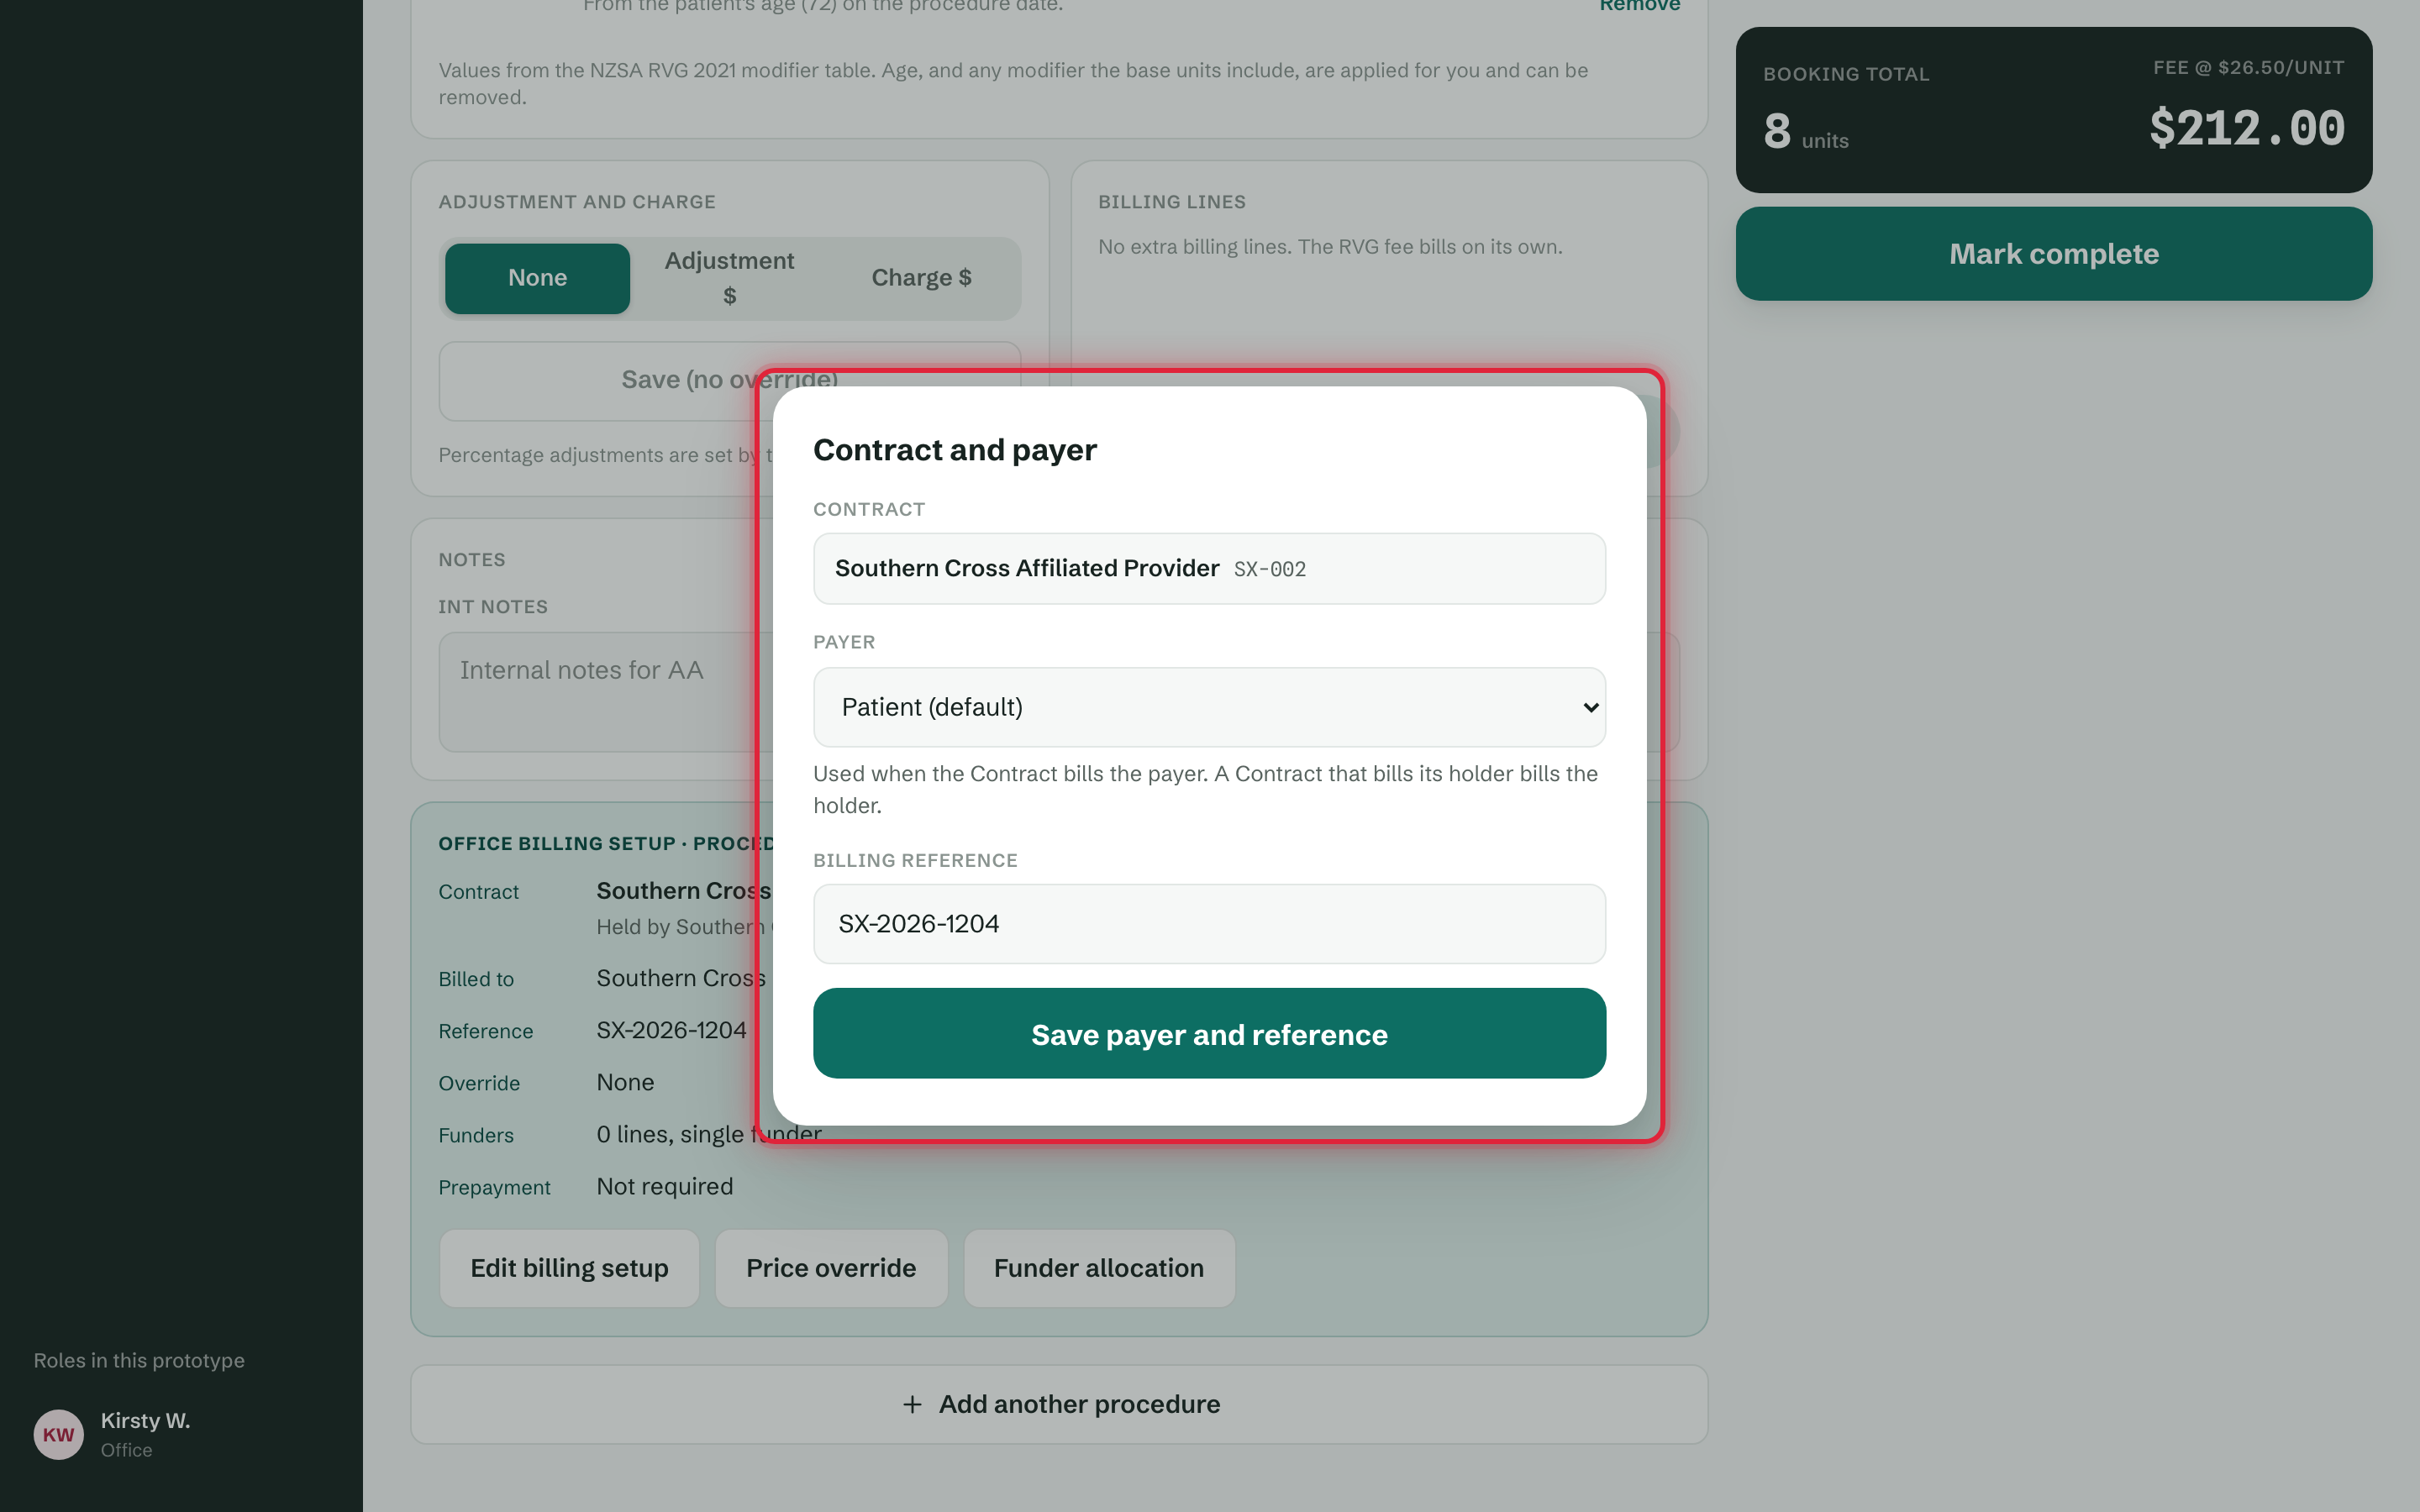 From the patient's age (72) on the procedure date.
Remove
Values from the NZSA RVG 2021 modifier table. Age, and any modifier the base units include, are applied for you and can be
removed.
BOOKING TOTAL
FEE @ $26.50/UNIT
8 units
$212.00
Mark complete
ADJUSTMENT AND CHARGE
None
Adjustment
$
Charge $
Save (no override)
Percentage adjustments are set by t
BILLING LINES
No extra billing lines. The RVG fee bills on its own.
NOTES
INT NOTES
Internal notes for AA
Contract and payer
CONTRACT
Southern Cross Affiliated Provider SX-002
PAYER
Patient (default)
Used when the Contract bills the payer. A Contract that bills its holder bills the
holder.
BILLING REFERENCE
SX-2026-1204
Save payer and reference
OFFICE BILLING SETUP · PROCED
Contract
Southern Cross
Held by Southern
Billed to
Southern Cross
Reference
SX-2026-1204
Override
None
Funders
0 lines, single funder
Prepayment
Not required
Edit billing setup
Price override
Funder allocation
+ Add another procedure
Roles in this prototype
KW
Kirsty W.
Office